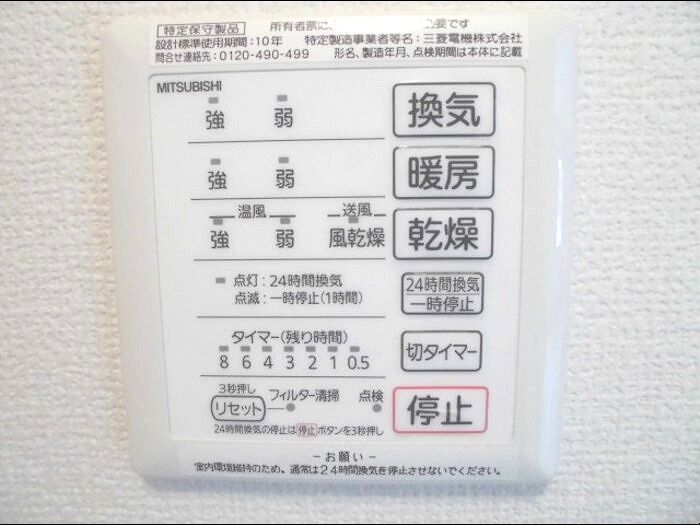 特定保守製品 所有者票に 必要です
設計標準使用期間：10年 特定製造事業者等名：三菱電機株式会社
問合せ連絡先：0120-490-499 形名、製造年月、点検期間は本体に記載
MITSUBISHI
強 弱 換気
強 弱 暖房
温風 送風
強 弱 風乾燥 乾燥
点灯：24時間換気
点滅：一時停止(1時間)
24時間換気
一時停止
タイマー(残り時間)
8 6 4 3 2 1 0.5
切タイマー
3秒押し
リセット フィルター清掃 点検
停止
24時間換気の停止は停止ボタンを3秒押し
－お願い－
室内環境維持のため、通常は24時間換気を停止させないでください。